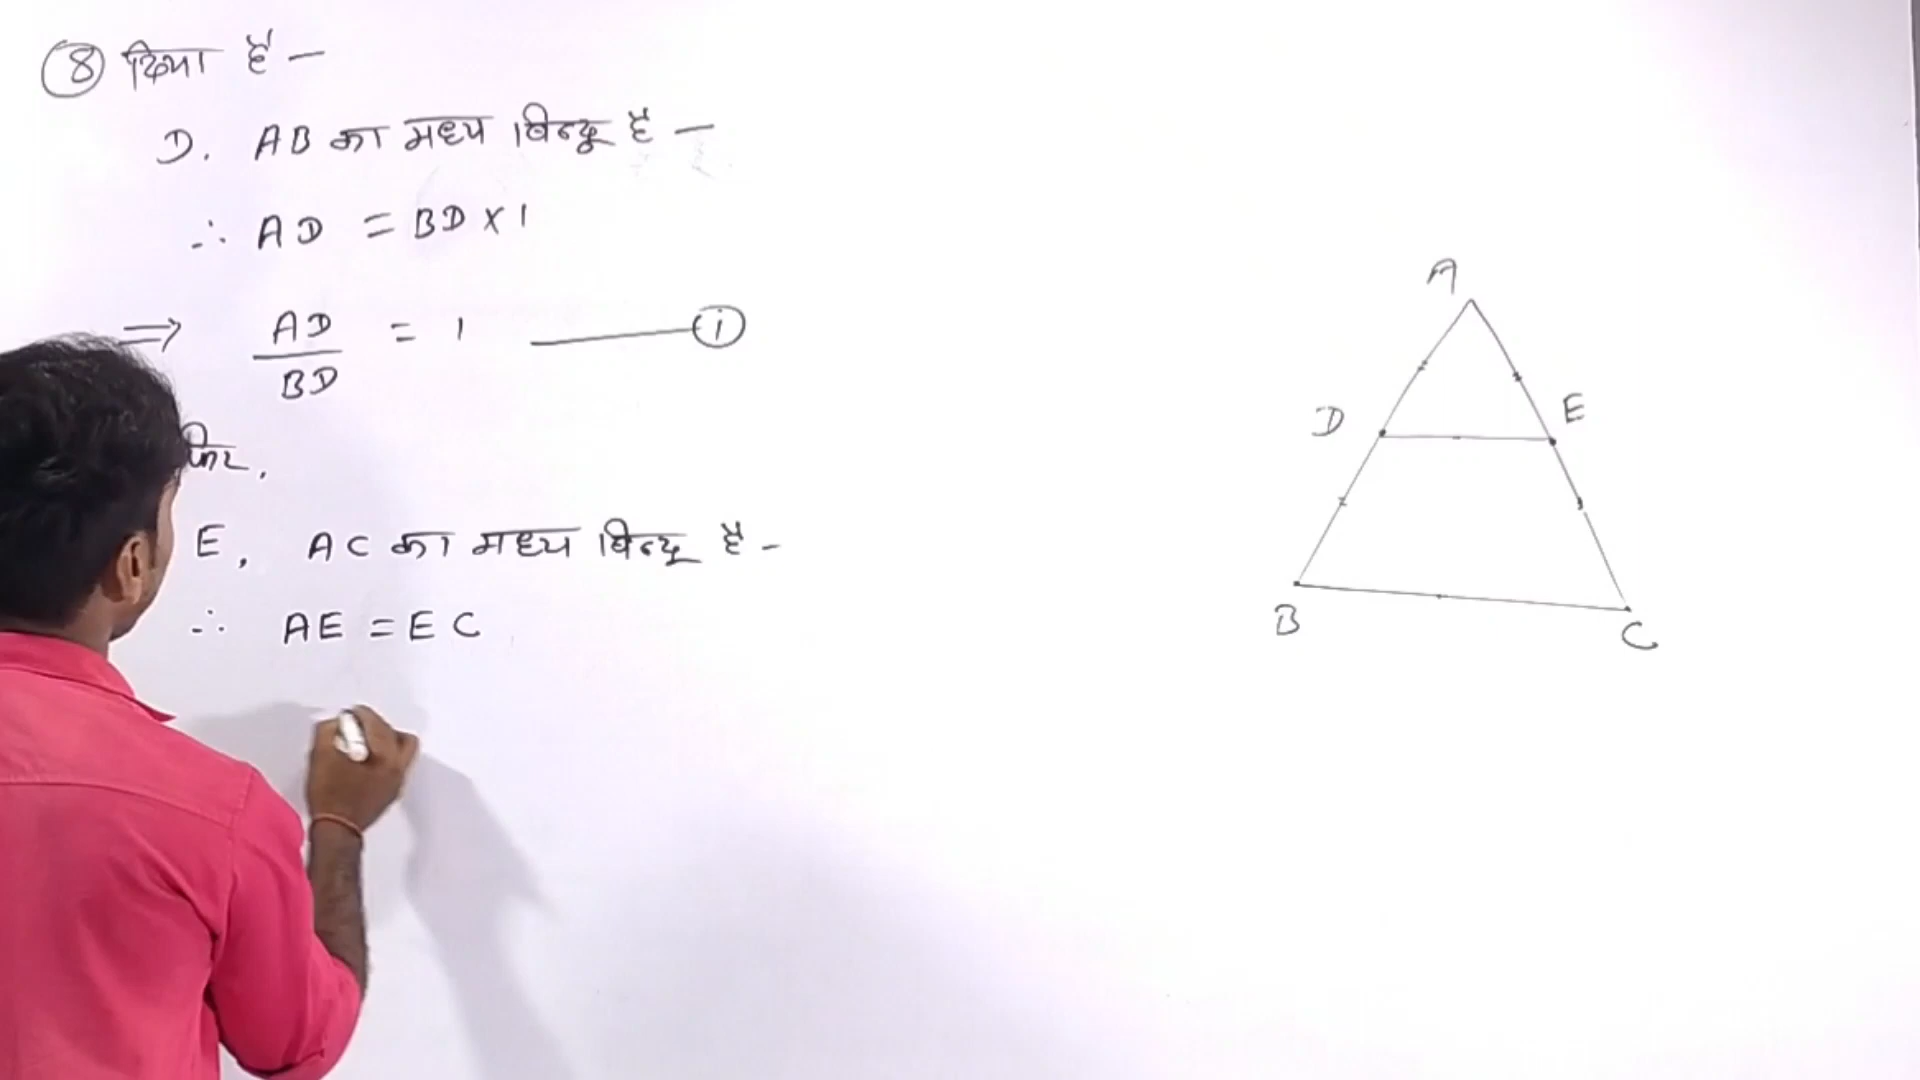 ⑧ दिया है —
D. AB का मध्य बिन्दू है —
∴ AD = BD × 1
⇒ AD/BD = 1 —— ⓘ
फिर,
E, AC का मध्य बिन्दू है -
∴ AE = EC
A
D E
B C